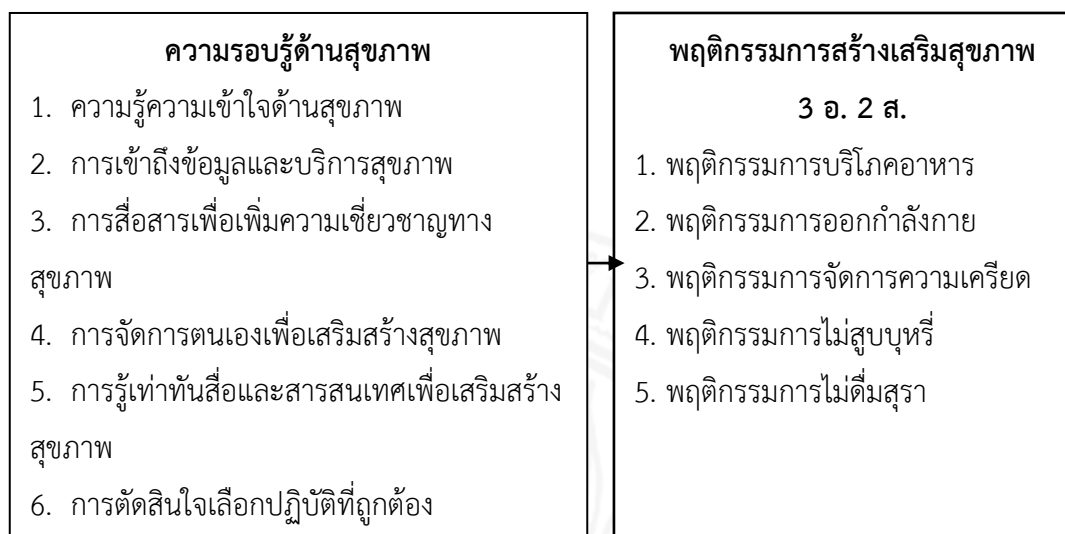 ความรอบรู้ด้านสุขภาพ
1. ความรู้ความเข้าใจด้านสุขภาพ
2. การเข้าถึงข้อมูลและบริการสุขภาพ
3. การสื่อสารเพื่อเพิ่มความเชี่ยวชาญทาง
สุขภาพ
4. การจัดการตนเองเพื่อเสริมสร้างสุขภาพ
5. การรู้เท่าทันสื่อและสารสนเทศเพื่อเสริมสร้าง
สุขภาพ
6. การตัดสินใจเลือกปฏิบัติที่ถูกต้อง
พฤติกรรมการสร้างเสริมสุขภาพ
3 อ. 2 ส.
1. พฤติกรรมการบริโภคอาหาร
2. พฤติกรรมการออกกำลังกาย
3. พฤติกรรมการจัดการความเครียด
4. พฤติกรรมการไม่สูบบุหรี่
5. พฤติกรรมการไม่ดื่มสุรา